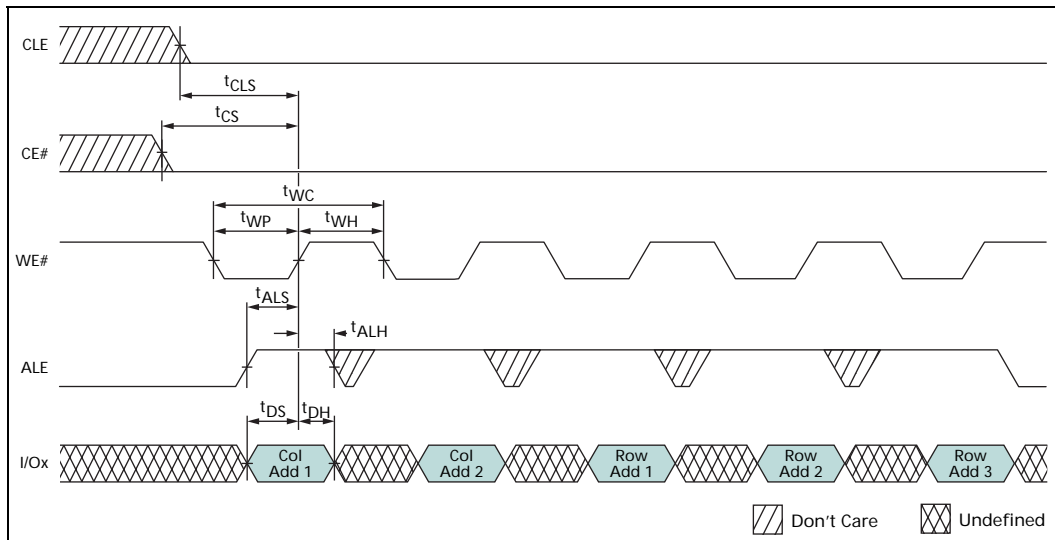 CLE
tCLS
tCS
CE#
tWC
tWP
tWH
WE#
tALS
tALH
ALE
tDS
tDH
I/Ox
Col
Add 1
Col
Add 2
Row
Add 1
Row
Add 2
Row
Add 3
Don't Care
Undefined